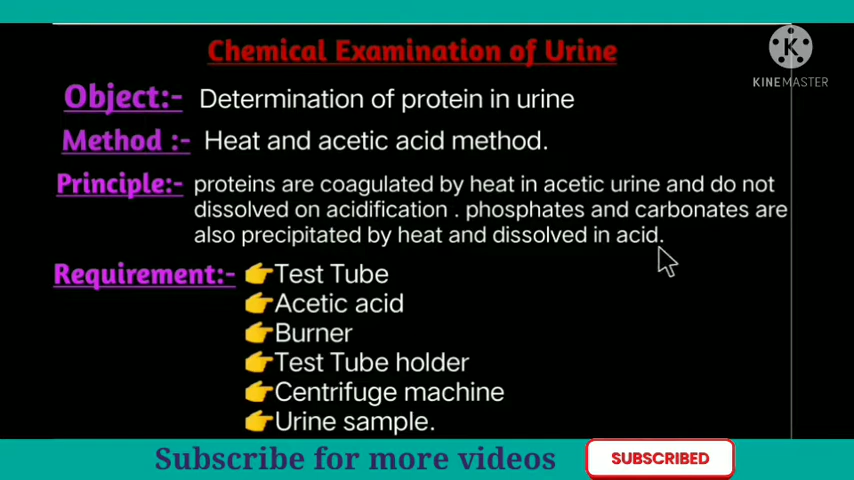 Chemical Examination of Urine
K
KINEMASTER
Object:- Determination of protein in urine
Method :- Heat and acetic acid method.
Principle:- proteins are coagulated by heat in acetic urine and do not
dissolved on acidification . phosphates and carbonates are
also precipitated by heat and dissolved in acid.
Requirement:- 👉Test Tube
👉Acetic acid
👉Burner
👉Test Tube holder
👉Centrifuge machine
👉Urine sample.
Subscribe for more videos SUBSCRIBED